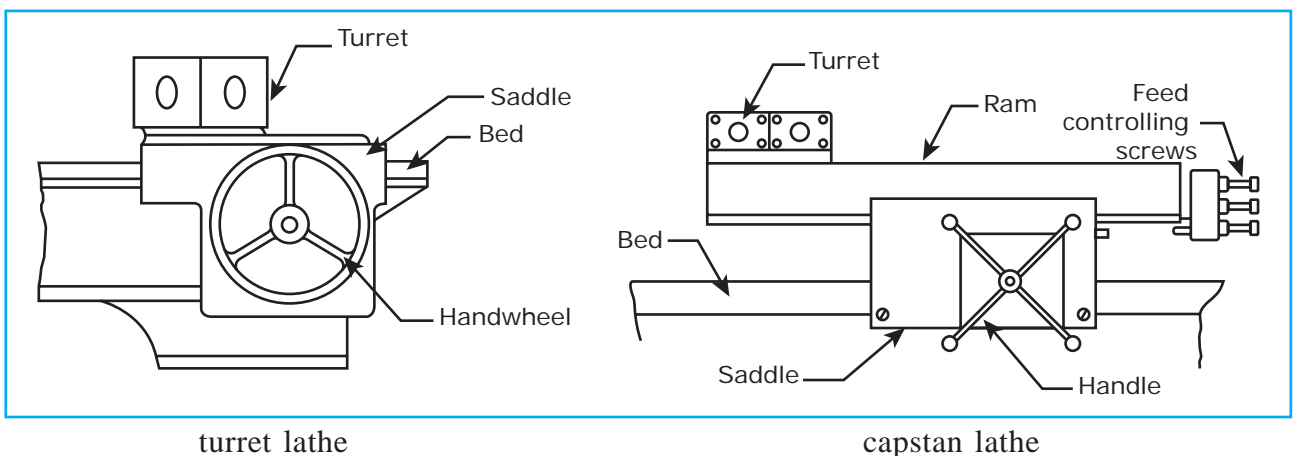 Turret
Saddle
Bed
Handwheel
turret lathe
Turret
Ram
Feed
controlling
screws
Bed
Saddle
Handle
capstan lathe